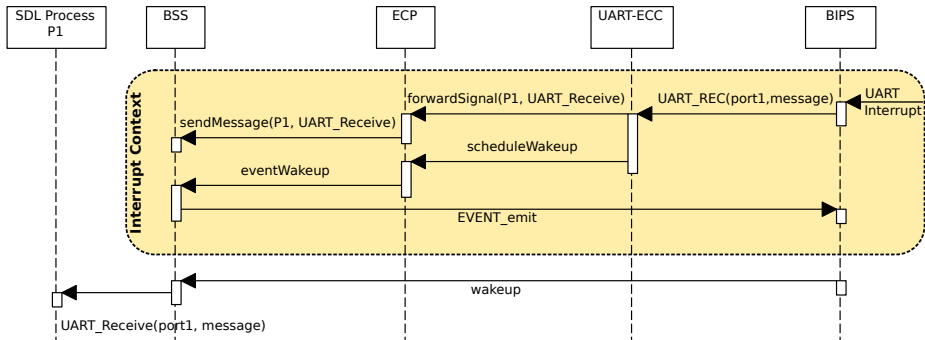 SDL Process
P1
BSS
ECP
UART-ECC
BIPS
Interrupt Context
UART
Interrupt
UART_REC(port1,message)
forwardSignal(P1, UART_Receive)
sendMessage(P1, UART_Receive)
scheduleWakeup
eventWakeup
EVENT_emit
wakeup
UART_Receive(port1, message)